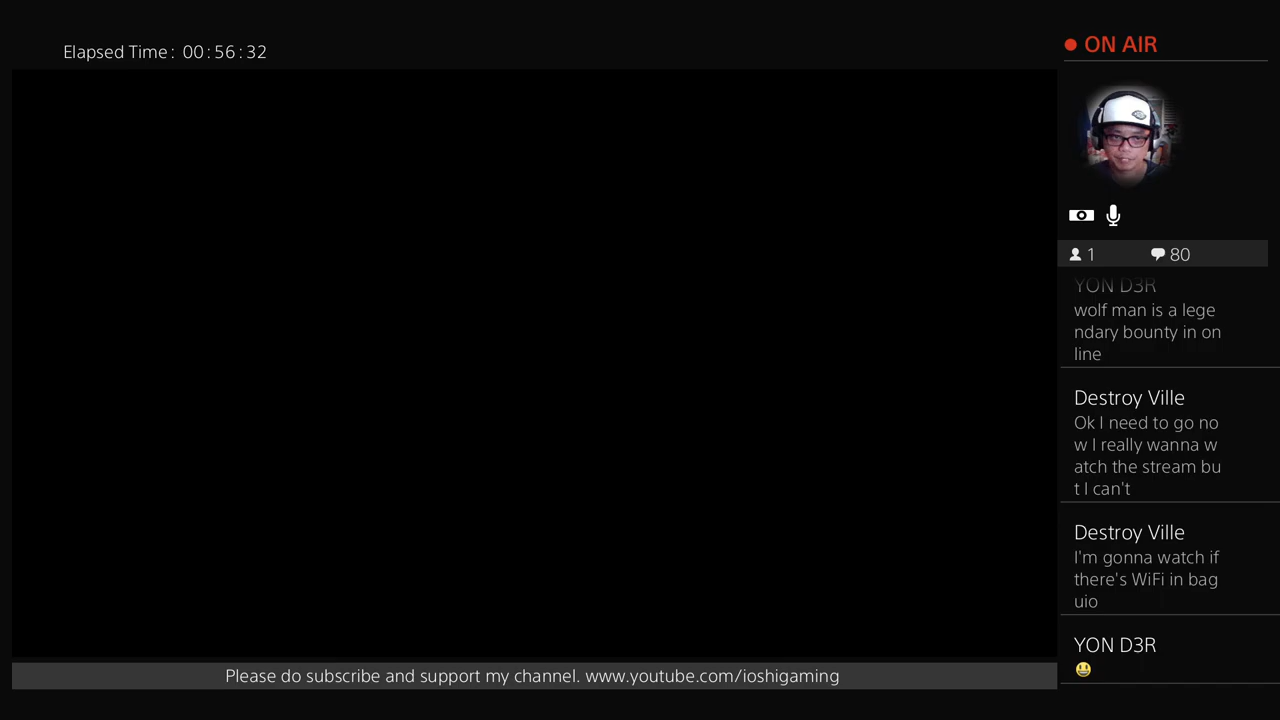 Elapsed Time: 00:56:32
ON AIR
1 80
YON D3R
wolf man is a lege
ndary bounty in on
line
Destroy Ville
Ok I need to go no
w I really wanna w
atch the stream bu
t I can't
Destroy Ville
I'm gonna watch if
there's WiFi in bag
uio
YON D3R
😃
Please do subscribe and support my channel. www.youtube.com/ioshigaming